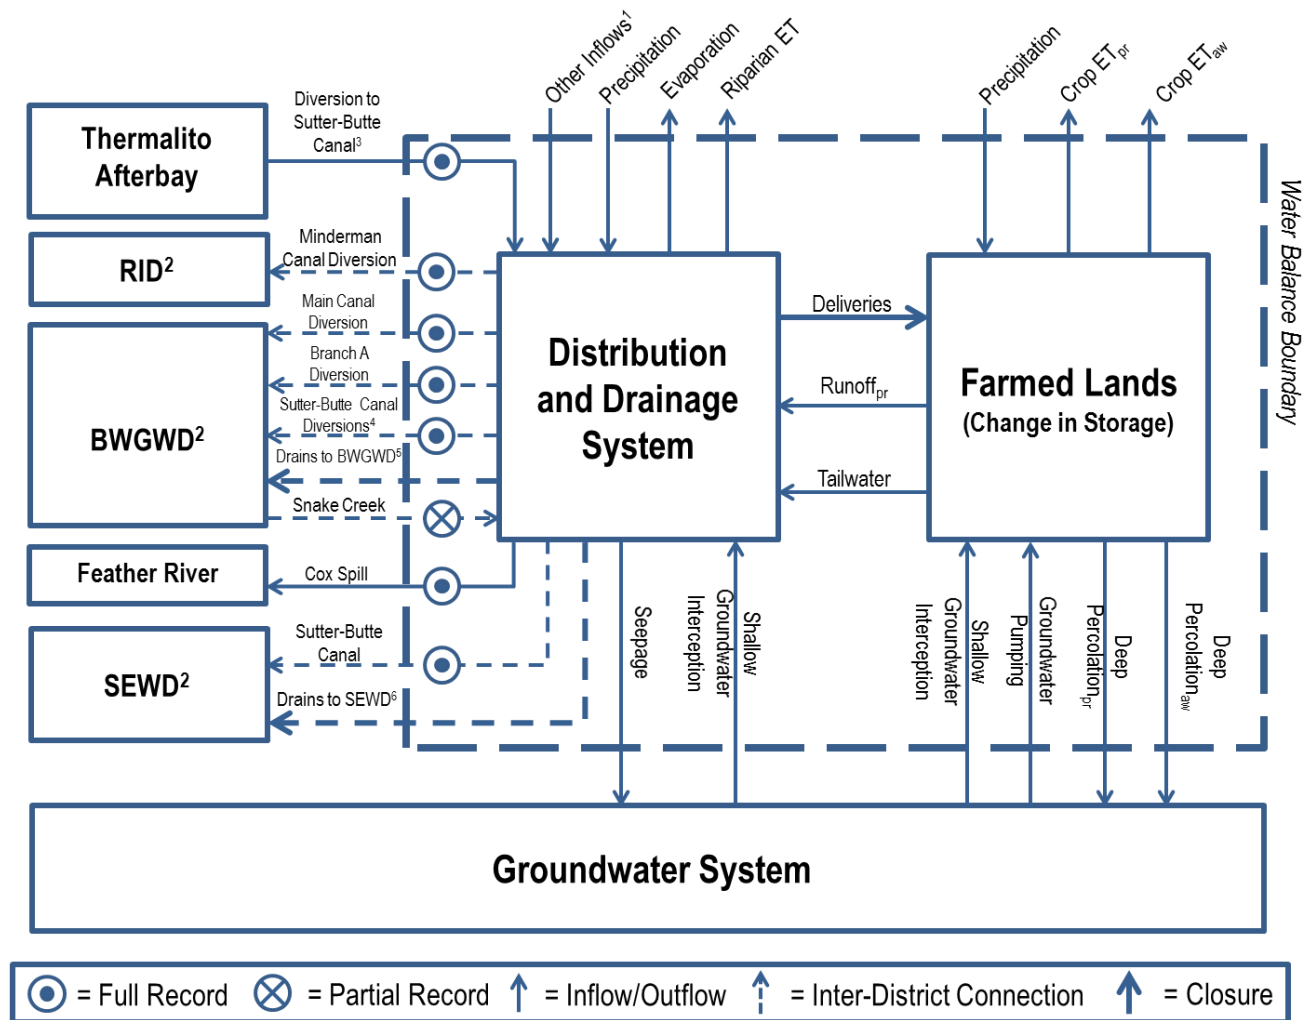 Other Inflows¹
Precipitation
Evaporation
Riparian ET
Precipitation
Crop ETpr
Crop ETaw
Diversion to
Sutter-Butte
Canal³
Thermalito
Afterbay
Water Balance Boundary
Minderman
Canal Diversion
RID²
Main Canal
Diversion
Branch A
Diversion
Sutter-Butte Canal
Diversions⁴
Drains to BWGWD⁵
Snake Creek
BWGWD²
Distribution
and Drainage
System
Deliveries
Runoffpr
Tailwater
Farmed Lands
(Change in Storage)
Feather River
Cox Spill
Sutter-Butte
Canal
SEWD²
Drains to SEWD⁶
Seepage
Shallow
Groundwater
Interception
Shallow
Groundwater
Interception
Groundwater
Pumping
Deep
Percolationpr
Deep
Percolationaw
Groundwater System
= Full Record
= Partial Record
= Inflow/Outflow
= Inter-District Connection
= Closure